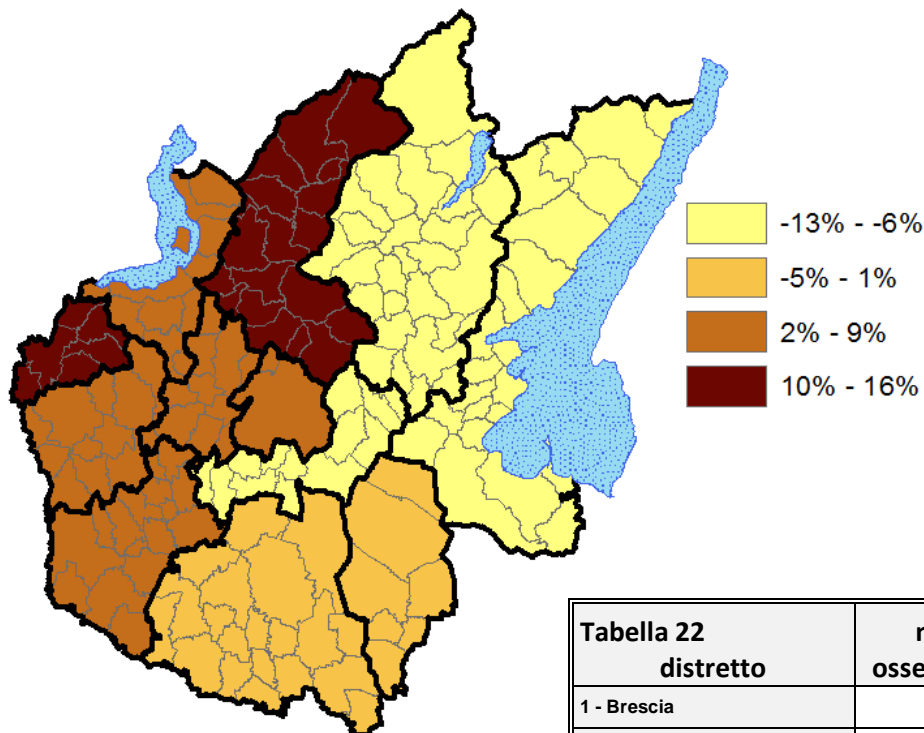 -13% - -6%
-5% - 1%
2% - 9%
10% - 16%
Tabella 22
distretto
1 - Brescia